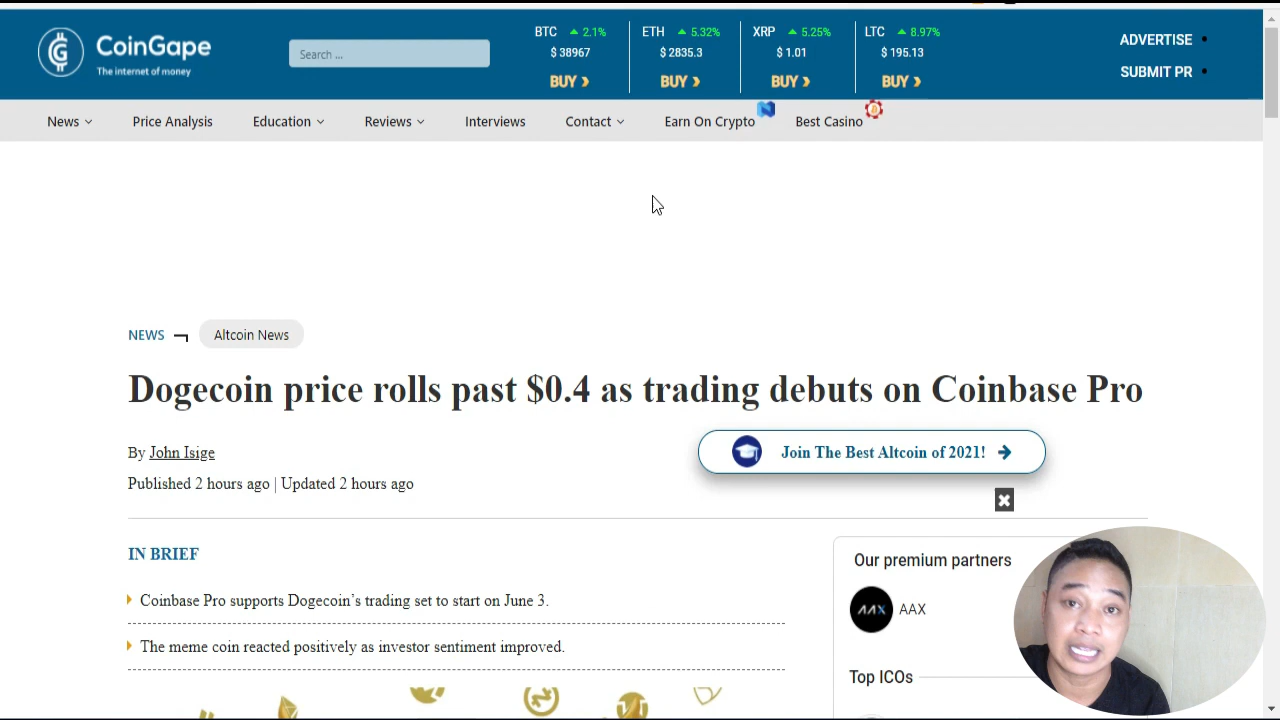 CoinGape
The internet of money
Search ...
BTC 2.1%
$ 38967
BUY
ETH 5.32%
$ 2835.3
BUY
XRP 5.25%
$ 1.01
BUY
LTC 8.97%
$ 195.13
BUY
ADVERTISE
SUBMIT PR
News
Price Analysis
Education
Reviews
Interviews
Contact
Earn On Crypto
Best Casino
NEWS
Altcoin News
Dogecoin price rolls past $0.4 as trading debuts on Coinbase Pro
By John Isige
Join The Best Altcoin of 2021!
Published 2 hours ago | Updated 2 hours ago
IN BRIEF
Coinbase Pro supports Dogecoin’s trading set to start on June 3.
The meme coin reacted positively as investor sentiment improved.
Our premium partners
AAX
AAX
Top ICOs